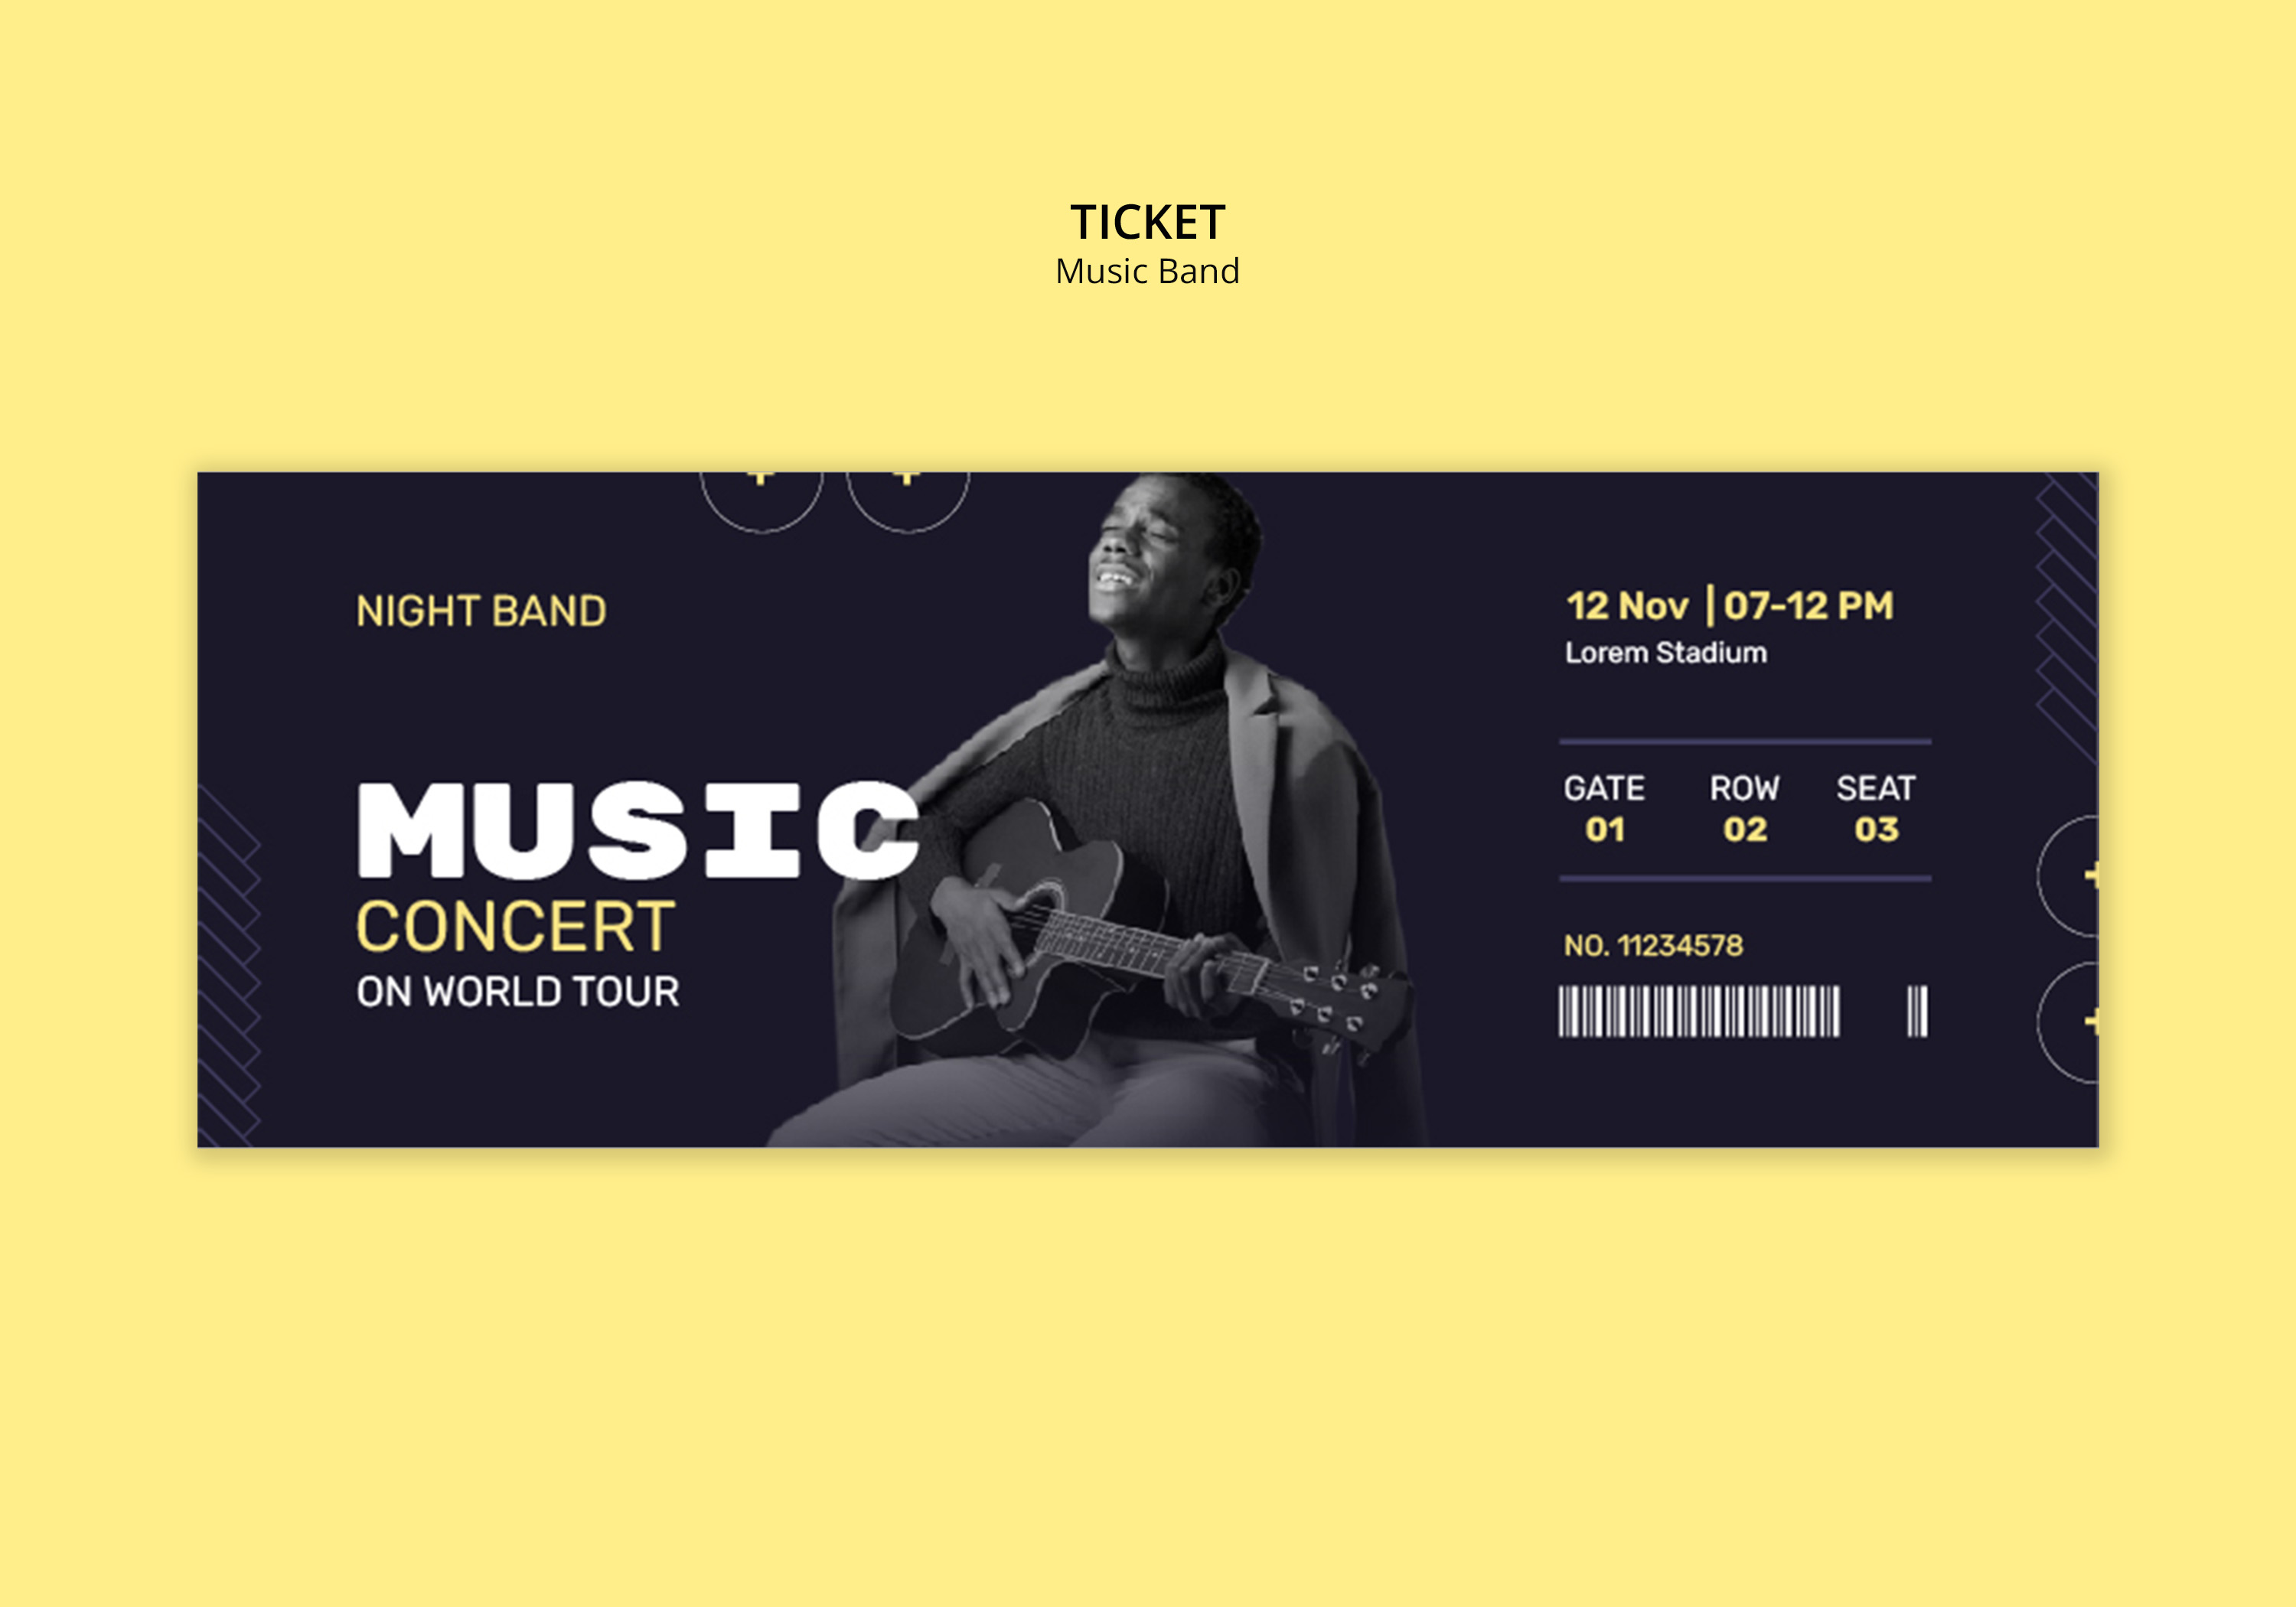 TICKET
Music Band
NIGHT BAND
MUSIC
CONCERT
ON WORLD TOUR
12 Nov | 07-12 PM
Lorem Stadium
GATE ROW SEAT
01 02 03
NO. 11234578